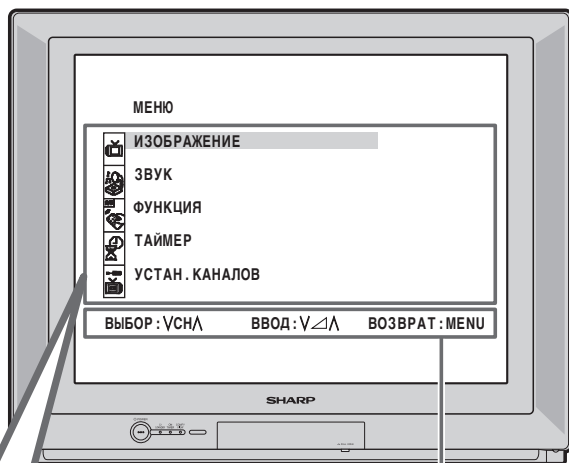 МЕНЮ
ИЗОБРАЖЕНИЕ
ЗВУК
ФУНКЦИЯ
ТАЙМЕР
УСТАН.КАНАЛОВ
ВЫБОР:∨CH∧ ВВОД:∨⊿∧ ВОЗВРАТ:MENU
SHARP